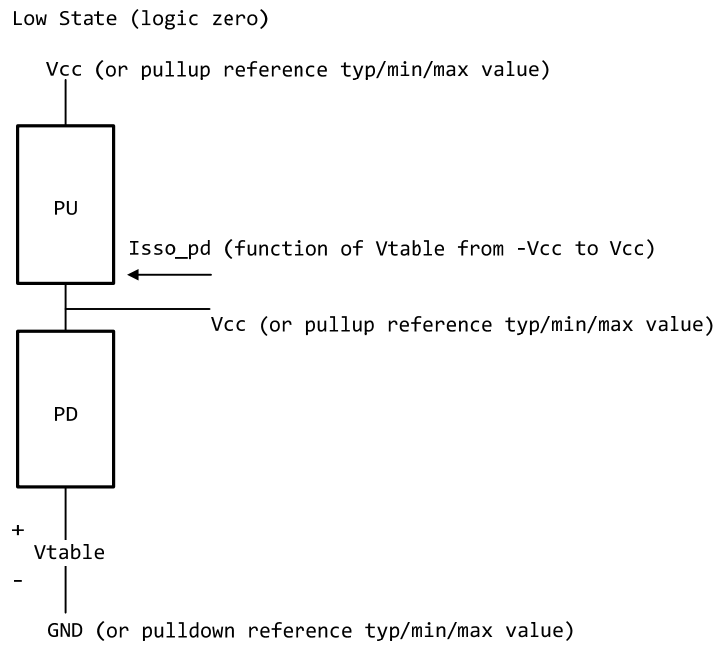 Low State (logic zero)
Vcc (or pullup reference typ/min/max value)
PU
Isso_pd (function of Vtable from -Vcc to Vcc)
Vcc (or pullup reference typ/min/max value)
PD
+
Vtable
-
GND (or pulldown reference typ/min/max value)